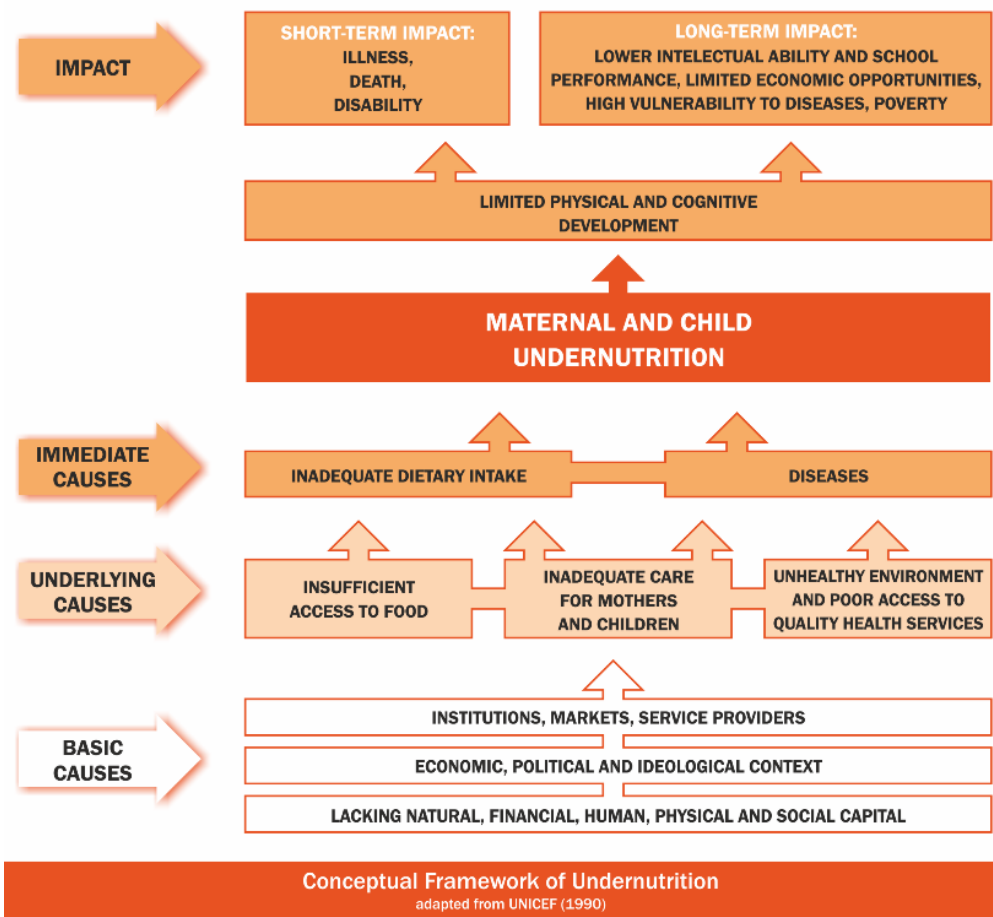 IMPACT
SHORT-TERM IMPACT:
ILLNESS,
DEATH,
DISABILITY
LONG-TERM IMPACT:
LOWER INTELECTUAL ABILITY AND SCHOOL
PERFORMANCE, LIMITED ECONOMIC OPPORTUNITIES,
HIGH VULNERABILITY TO DISEASES, POVERTY
LIMITED PHYSICAL AND COGNITIVE
DEVELOPMENT
MATERNAL AND CHILD
UNDERNUTRITION
IMMEDIATE
CAUSES
INADEQUATE DIETARY INTAKE
DISEASES
UNDERLYING
CAUSES
INSUFFICIENT
ACCESS TO FOOD
INADEQUATE CARE
FOR MOTHERS
AND CHILDREN
UNHEALTHY ENVIRONMENT
AND POOR ACCESS TO
QUALITY HEALTH SERVICES
BASIC
CAUSES
INSTITUTIONS, MARKETS, SERVICE PROVIDERS
ECONOMIC, POLITICAL AND IDEOLOGICAL CONTEXT
LACKING NATURAL, FINANCIAL, HUMAN, PHYSICAL AND SOCIAL CAPITAL
Conceptual Framework of Undernutrition
adapted from UNICEF (1990)